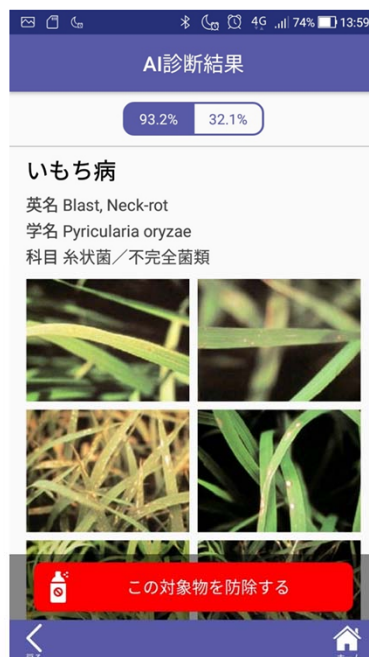 4G 74% 13:59
AI診断結果
93.2% 32.1%
いもち病
英名 Blast, Neck-rot
学名 Pyricularia oryzae
科目 糸状菌／不完全菌類
この対象物を防除する